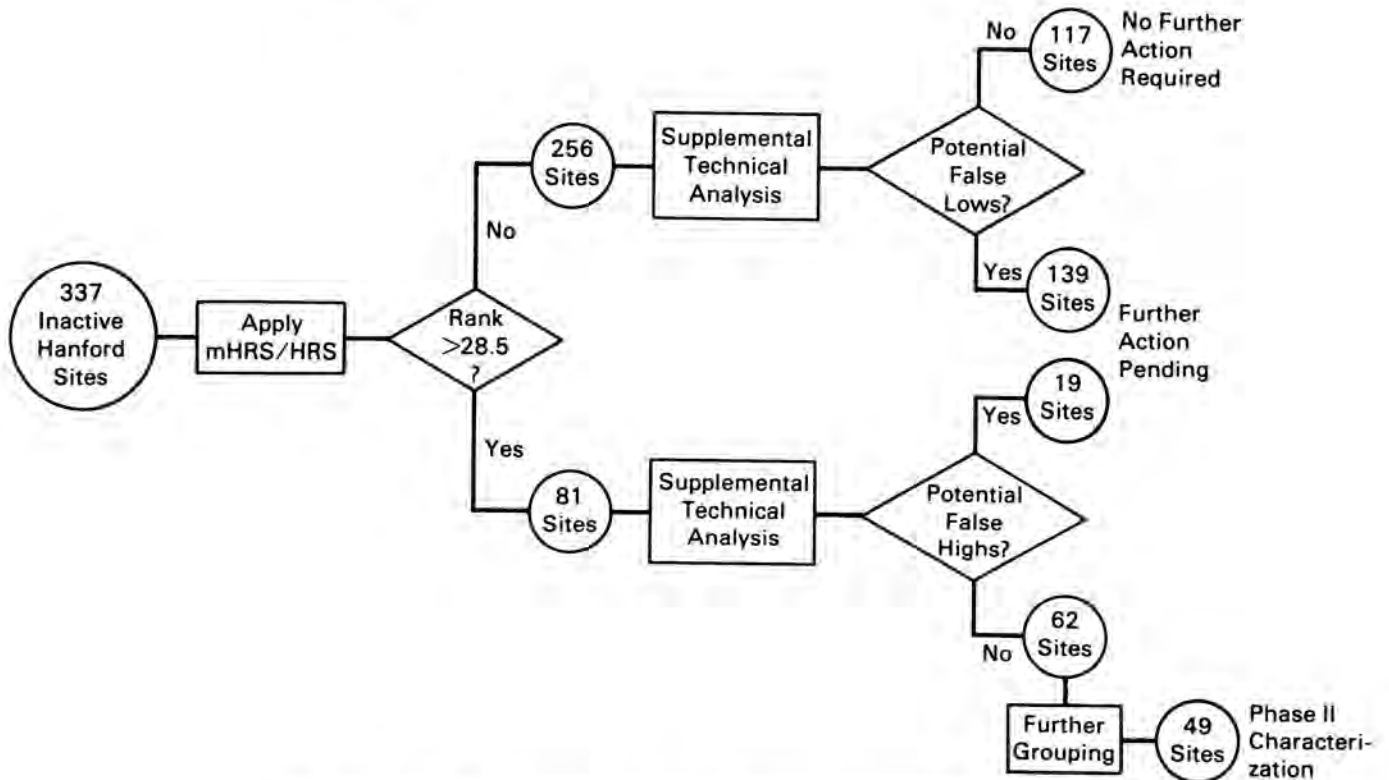 337
Inactive
Hanford
Sites
Apply
mHRS/HRS
Rank
>28.5
?
No
256
Sites
Supplemental
Technical
Analysis
Potential
False
Lows?
No
117
Sites
No Further
Action
Required
Yes
139
Sites
Further
Action
Pending
Yes
81
Sites
Supplemental
Technical
Analysis
Potential
False
Highs?
Yes
19
Sites
No
62
Sites
Further
Grouping
49
Sites
Phase II
Characteri-
zation